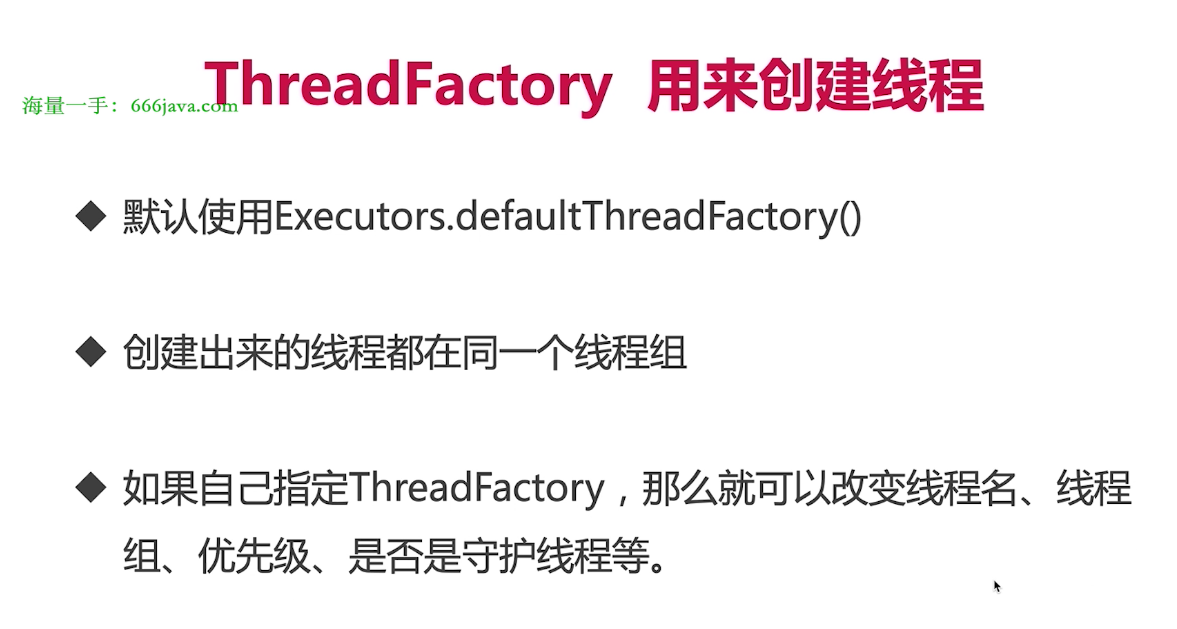 ThreadFactory 用来创建线程
海量一手：666java.com
◆ 默认使用Executors.defaultThreadFactory()
◆ 创建出来的线程都在同一个线程组
◆ 如果自己指定ThreadFactory，那么就可以改变线程名、线程
组、优先级、是否是守护线程等。